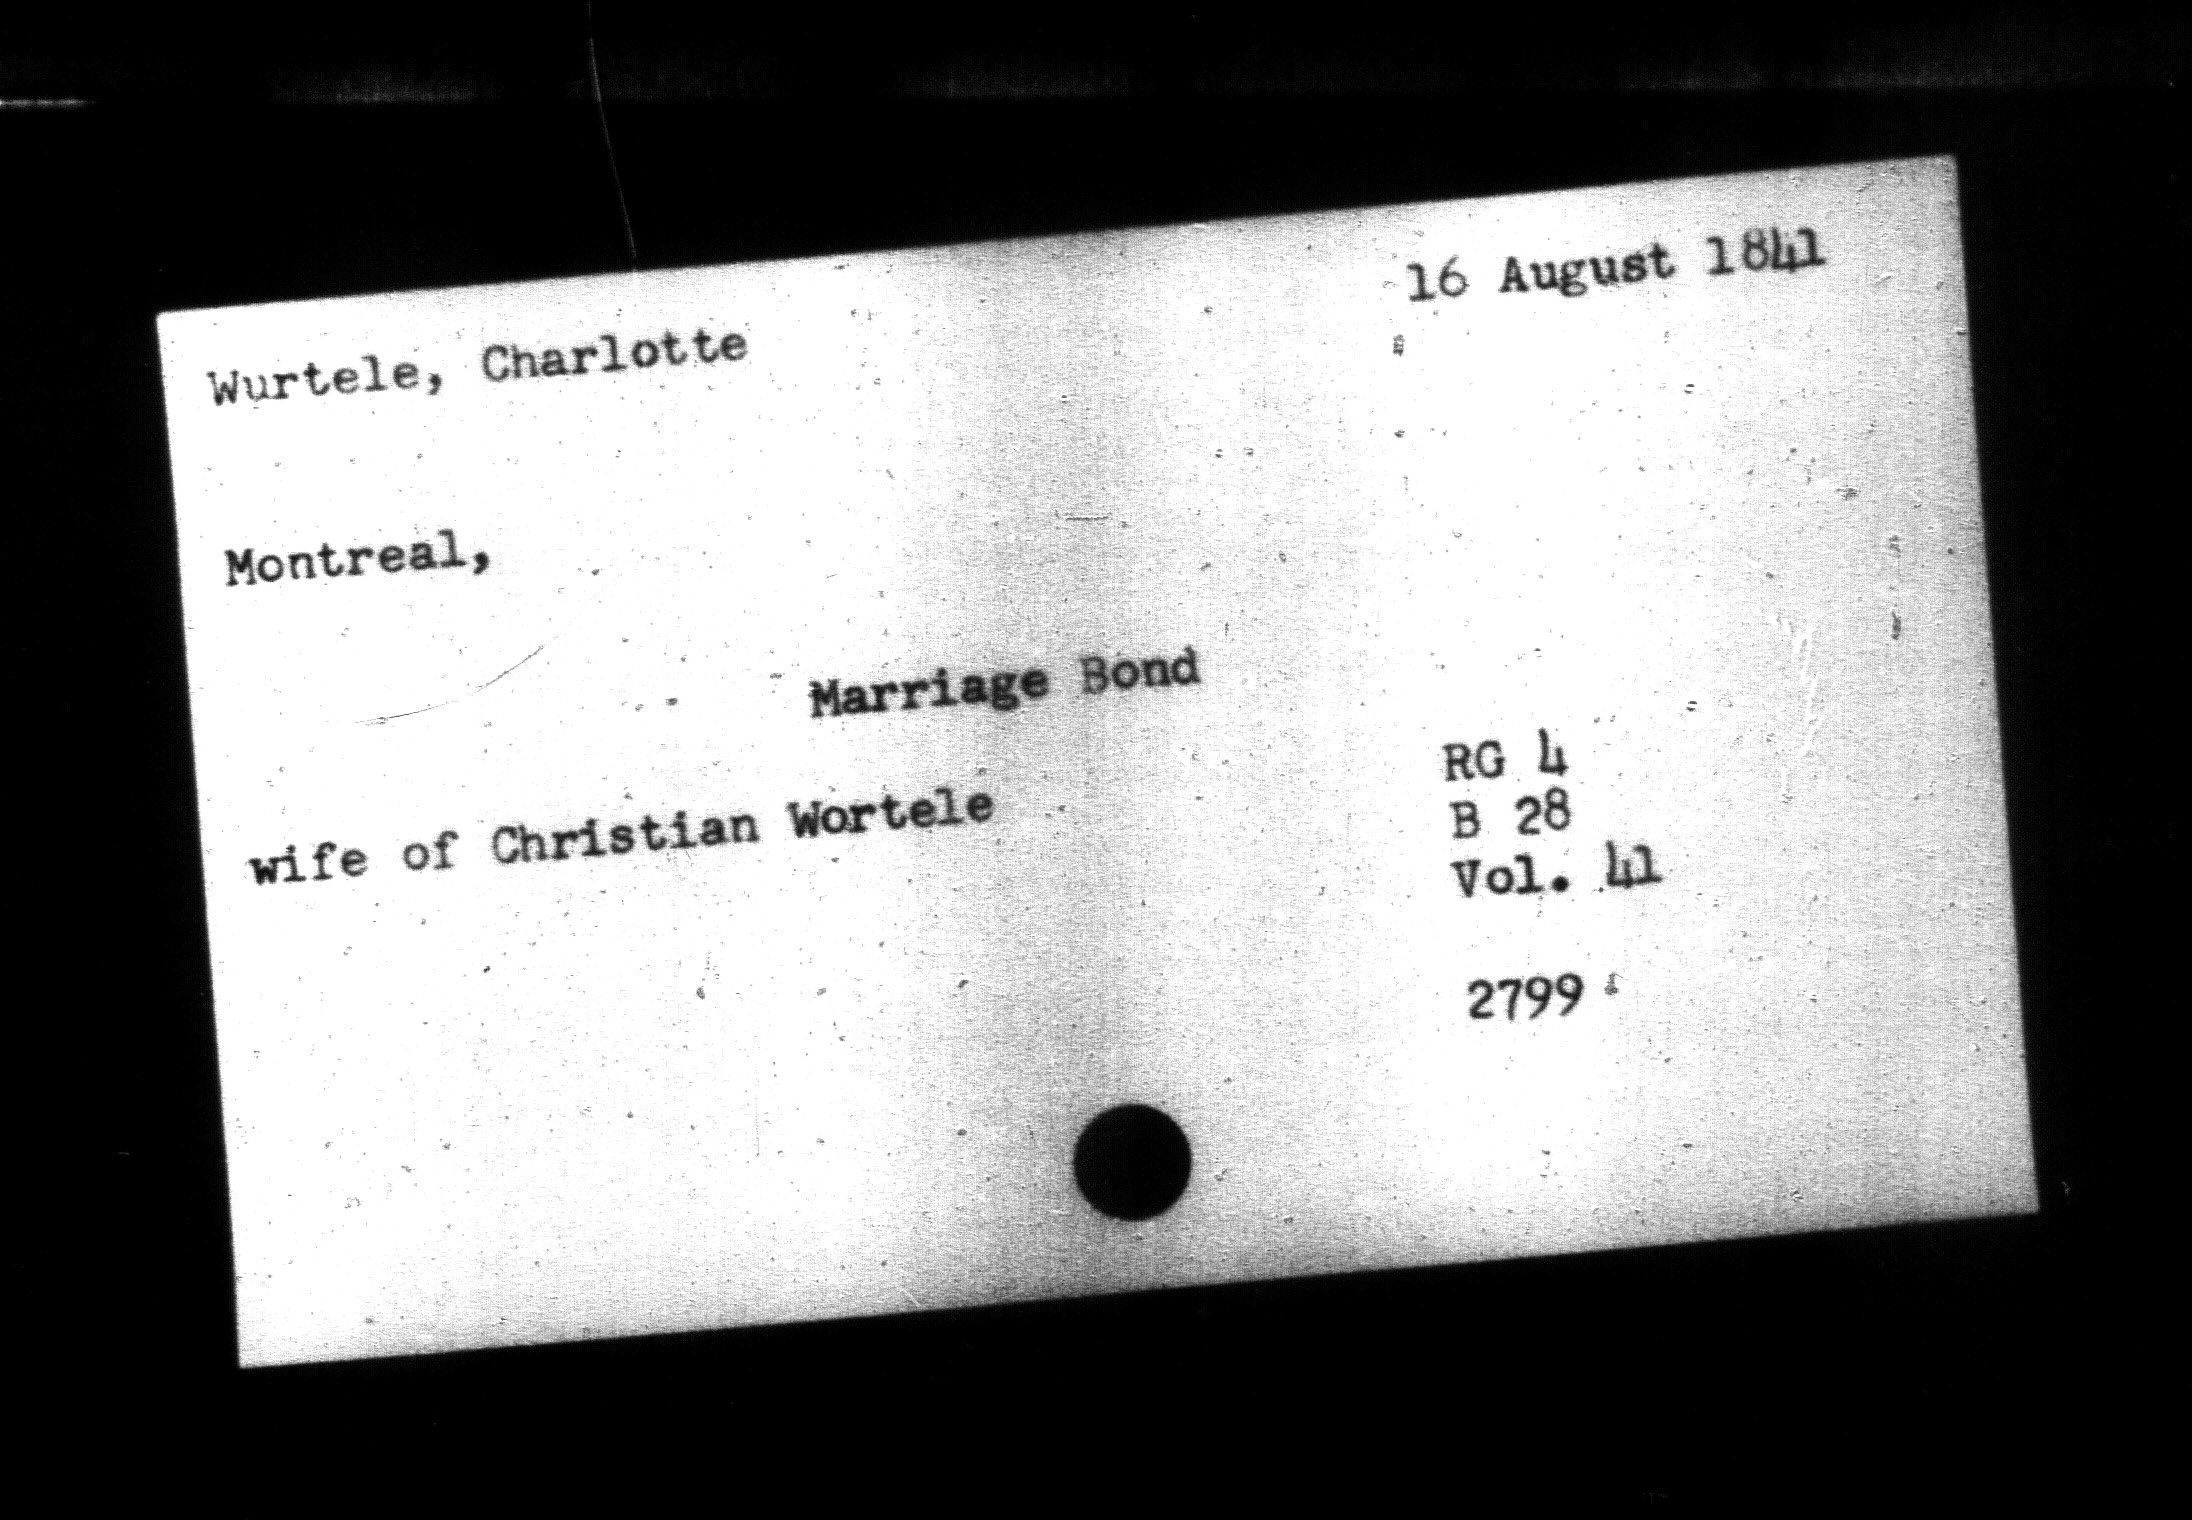 16 August 1841
Wurtele, Charlotte
Montreal,
Marriage Bond
wife of Christian Wortele
RG 4
B 28
Vol. 41
2799